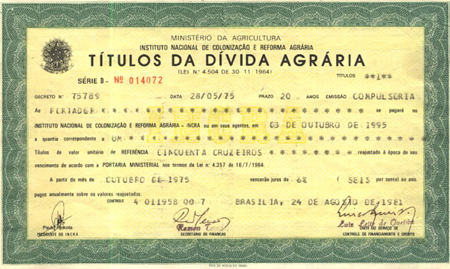 MINISTÉRIO DA AGRICULTURA
INSTITUTO NACIONAL DE COLONIZAÇÃO E REFORMA AGRÁRIA
TÍTULOS DA DÍVIDA AGRÁRIA
(LEI N.º 4.504 DE 30-11-1964)
SÉRIE D- Nº 014072 TÍTULOS
DECRETO Nº 75789 DATA 28/05/75 PRAZO 20 ANOS EMISSÃO COMPULSORIA
Ao PORTADOR se pagará no
INSTITUTO NACIONAL DE COLONIZAÇÃO E REFORMA AGRÁRIA - INCRA ou seus agentes, em 03 DE OUTUBRO DE 1995
a quantia correspondente a UM
Títulos de valor unitário de REFERÊNCIA CINQUENTA CRUZEIROS reajustado à época do seu
vencimento de acordo com a PORTARIA MINISTERIAL nos termos da Lei n.º 4.357 de 16/7/1964
A partir do mês de OUTUBRO DE 1975 vencerão juros de 6% (SEIS) por cento ao ano
pagos anualmente sobre os valores reajustados.
CONTROLE 4 011958 00 7 BRASILIA, 24 DE AGOSTO DE 1981
PRESIDENTE DO INCRA SECRETÁRIO DE FINANÇAS CONTROLE DE FINANCIAMENTO E CRÉDITO